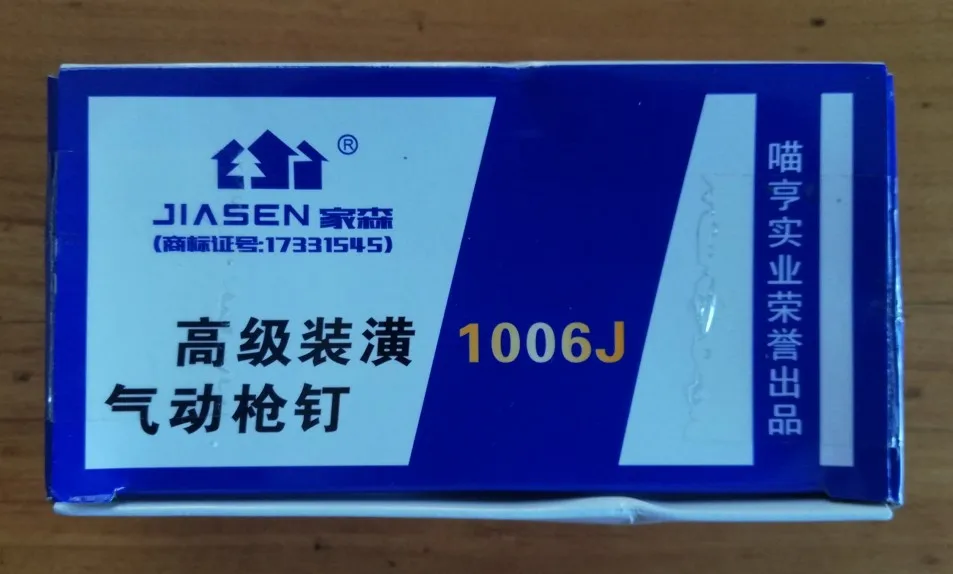 ®
JIASEN 家森
(商标证号:17331545)
高级装潢
气动枪钉
1006J
喵亨实业荣誉出品